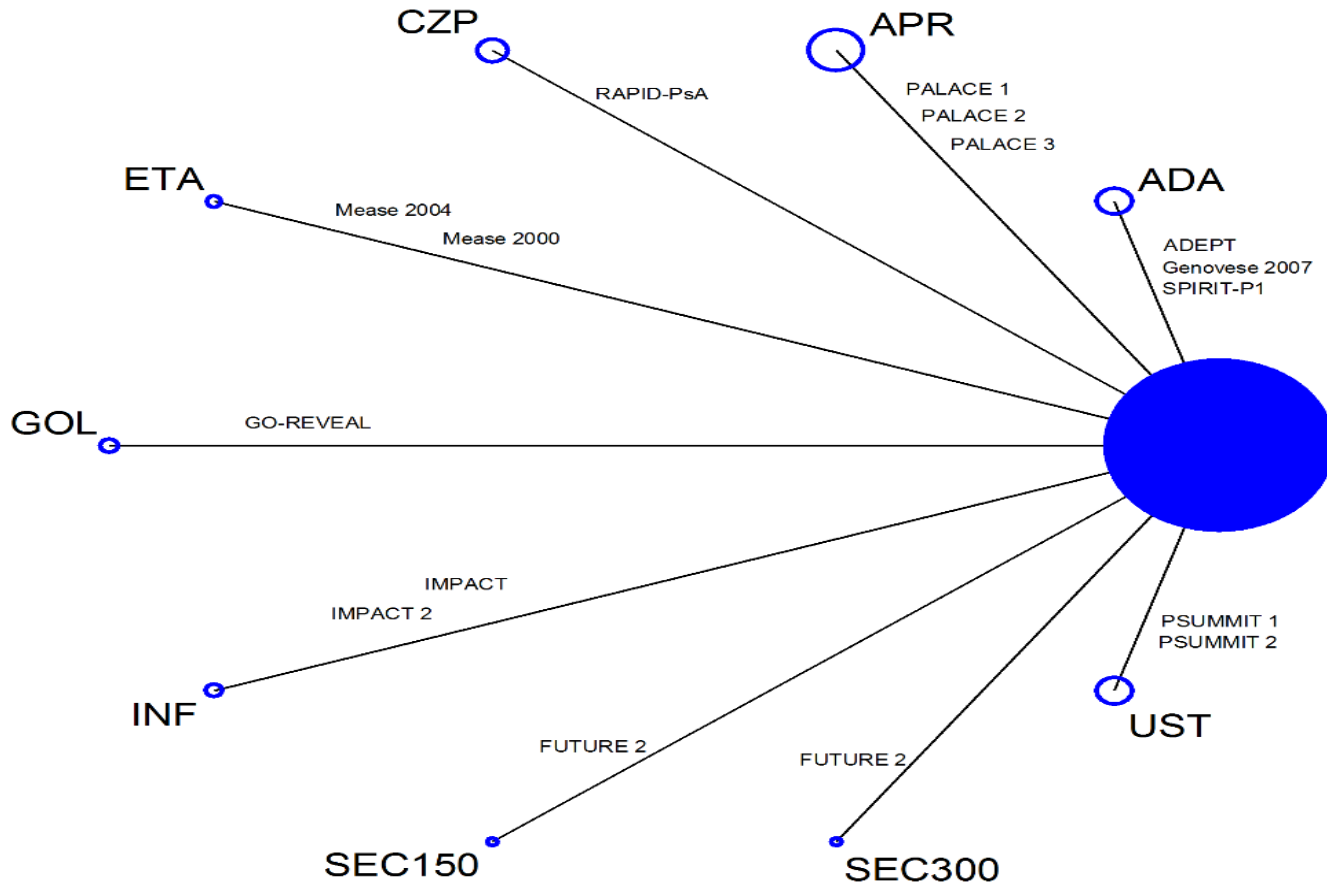 CZP
APR
RAPID-PsA
PALACE 1
PALACE 2
PALACE 3
ETA
ADA
Mease 2004
Mease 2000
ADEPT
Genovese 2007
SPIRIT-P1
GOL
GO-REVEAL
IMPACT
IMPACT 2
PSUMMIT 1
PSUMMIT 2
INF
UST
FUTURE 2
FUTURE 2
SEC150
SEC300